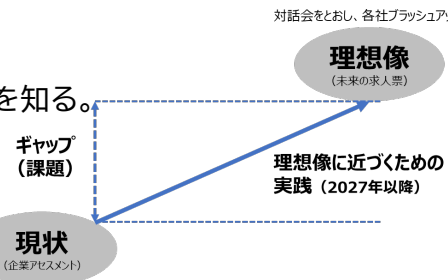 対話会をとおし、各社ブラッシュアッ
理想像
（未来の求人票）
を知る。
ギャップ
（課題）
理想像に近づくための
実践（2027年以降）
現状
（企業アセスメント）